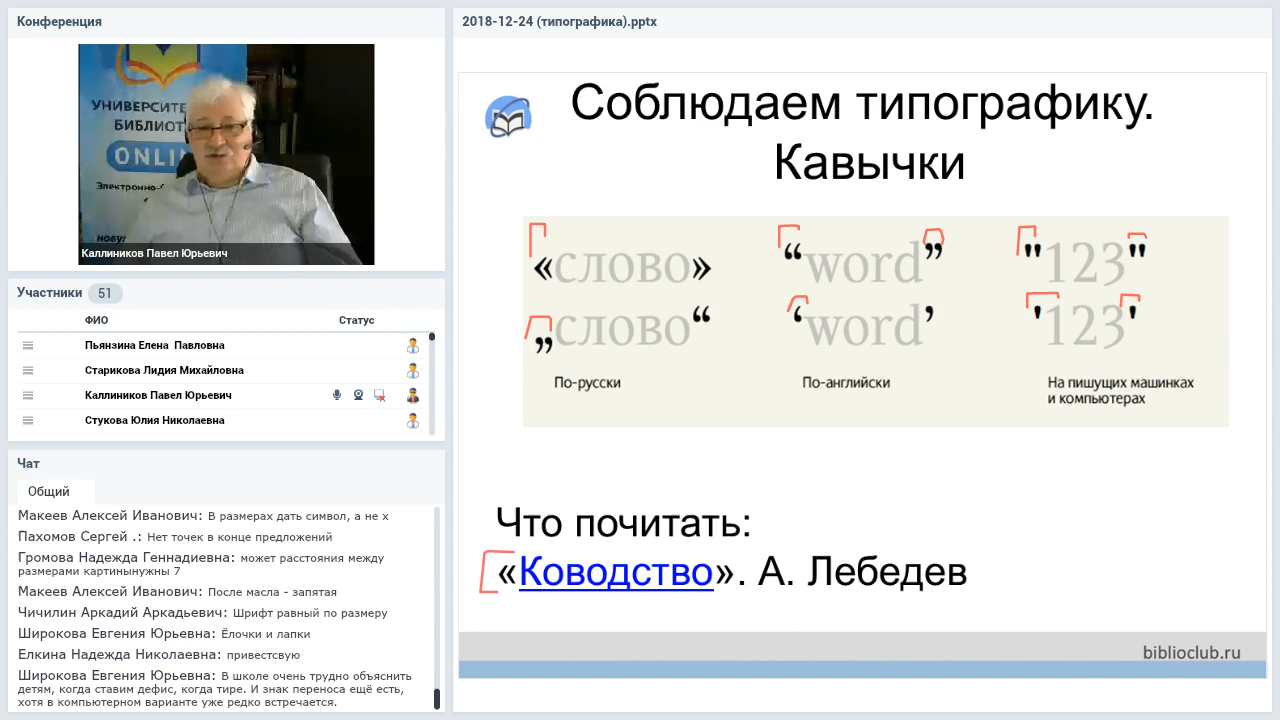 Конференция
УНИВЕРСИТЕ
БИБЛИОТ
ONLIN
Электронно-
Каллиников Павел Юрьевич
Участники 51
ФИО Статус
Пьянзина Елена Павловна
Старикова Лидия Михайловна
Каллиников Павел Юрьевич
Стукова Юлия Николаевна
Чат
Общий
Макеев Алексей Иванович: В размерах дать символ, а не х
Пахомов Сергей .: Нет точек в конце предложений
Громова Надежда Геннадиевна: может расстояния между
размерами картинынужны 7
Макеев Алексей Иванович: После масла - запятая
Чичилин Аркадий Аркадьевич: Шрифт равный по размеру
Широкова Евгения Юрьевна: Ёлочки и лапки
Елкина Надежда Николаевна: привестсвую
Широкова Евгения Юрьевна: В школе очень трудно объяснить
детям, когда ставим дефис, когда тире. И знак переноса ещё есть,
хотя в компьютерном варианте уже редко встречается.
2018-12-24 (типографика).pptx
Соблюдаем типографику.
Кавычки
«слово» “word” "123"
„слово“ ‘word’ '123'
По-русски По-английски На пишущих машинках
и компьютерах
Что почитать:
«Ководство». А. Лебедев
biblioclub.ru